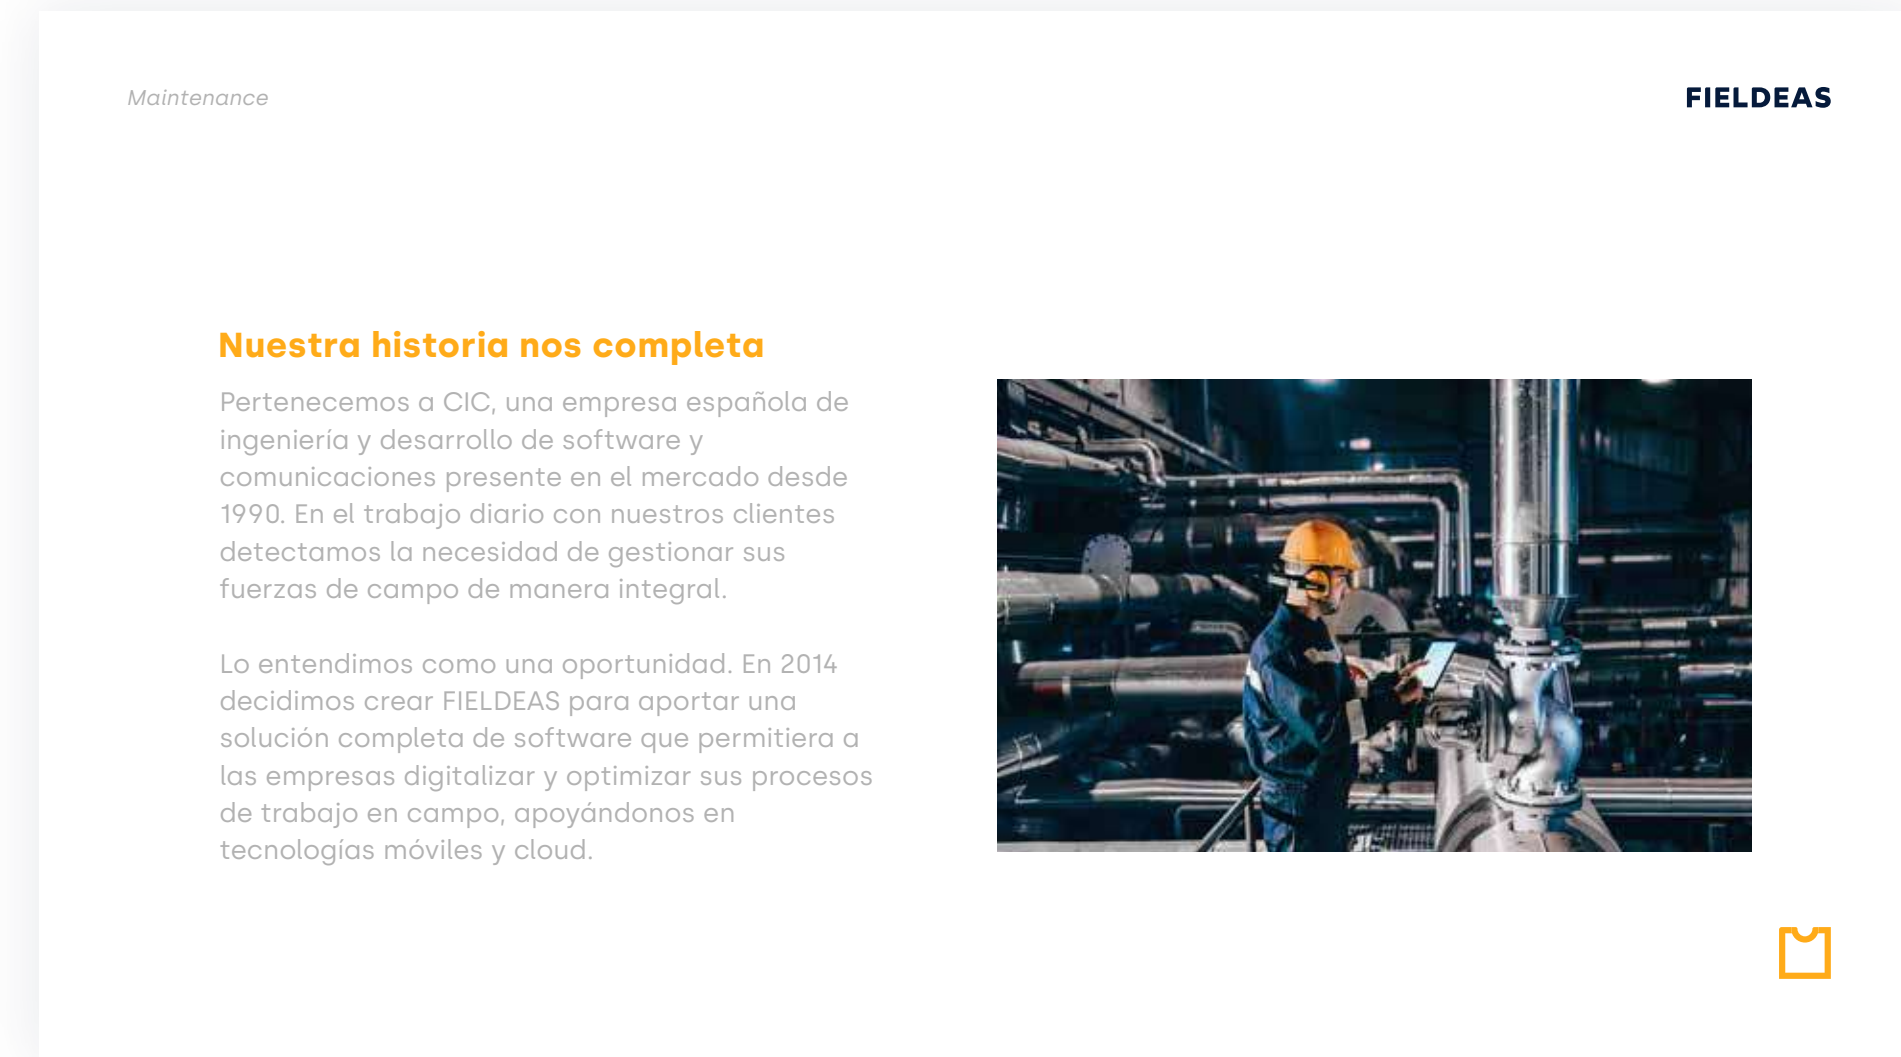 Maintenance
FIELDEAS
Nuestra historia nos completa
Pertenecemos a CIC, una empresa española de
ingeniería y desarrollo de software y
comunicaciones presente en el mercado desde
1990. En el trabajo diario con nuestros clientes
detectamos la necesidad de gestionar sus
fuerzas de campo de manera integral.
Lo entendimos como una oportunidad. En 2014
decidimos crear FIELDEAS para aportar una
solución completa de software que permitiera a
las empresas digitalizar y optimizar sus procesos
de trabajo en campo, apoyándonos en
tecnologías móviles y cloud.